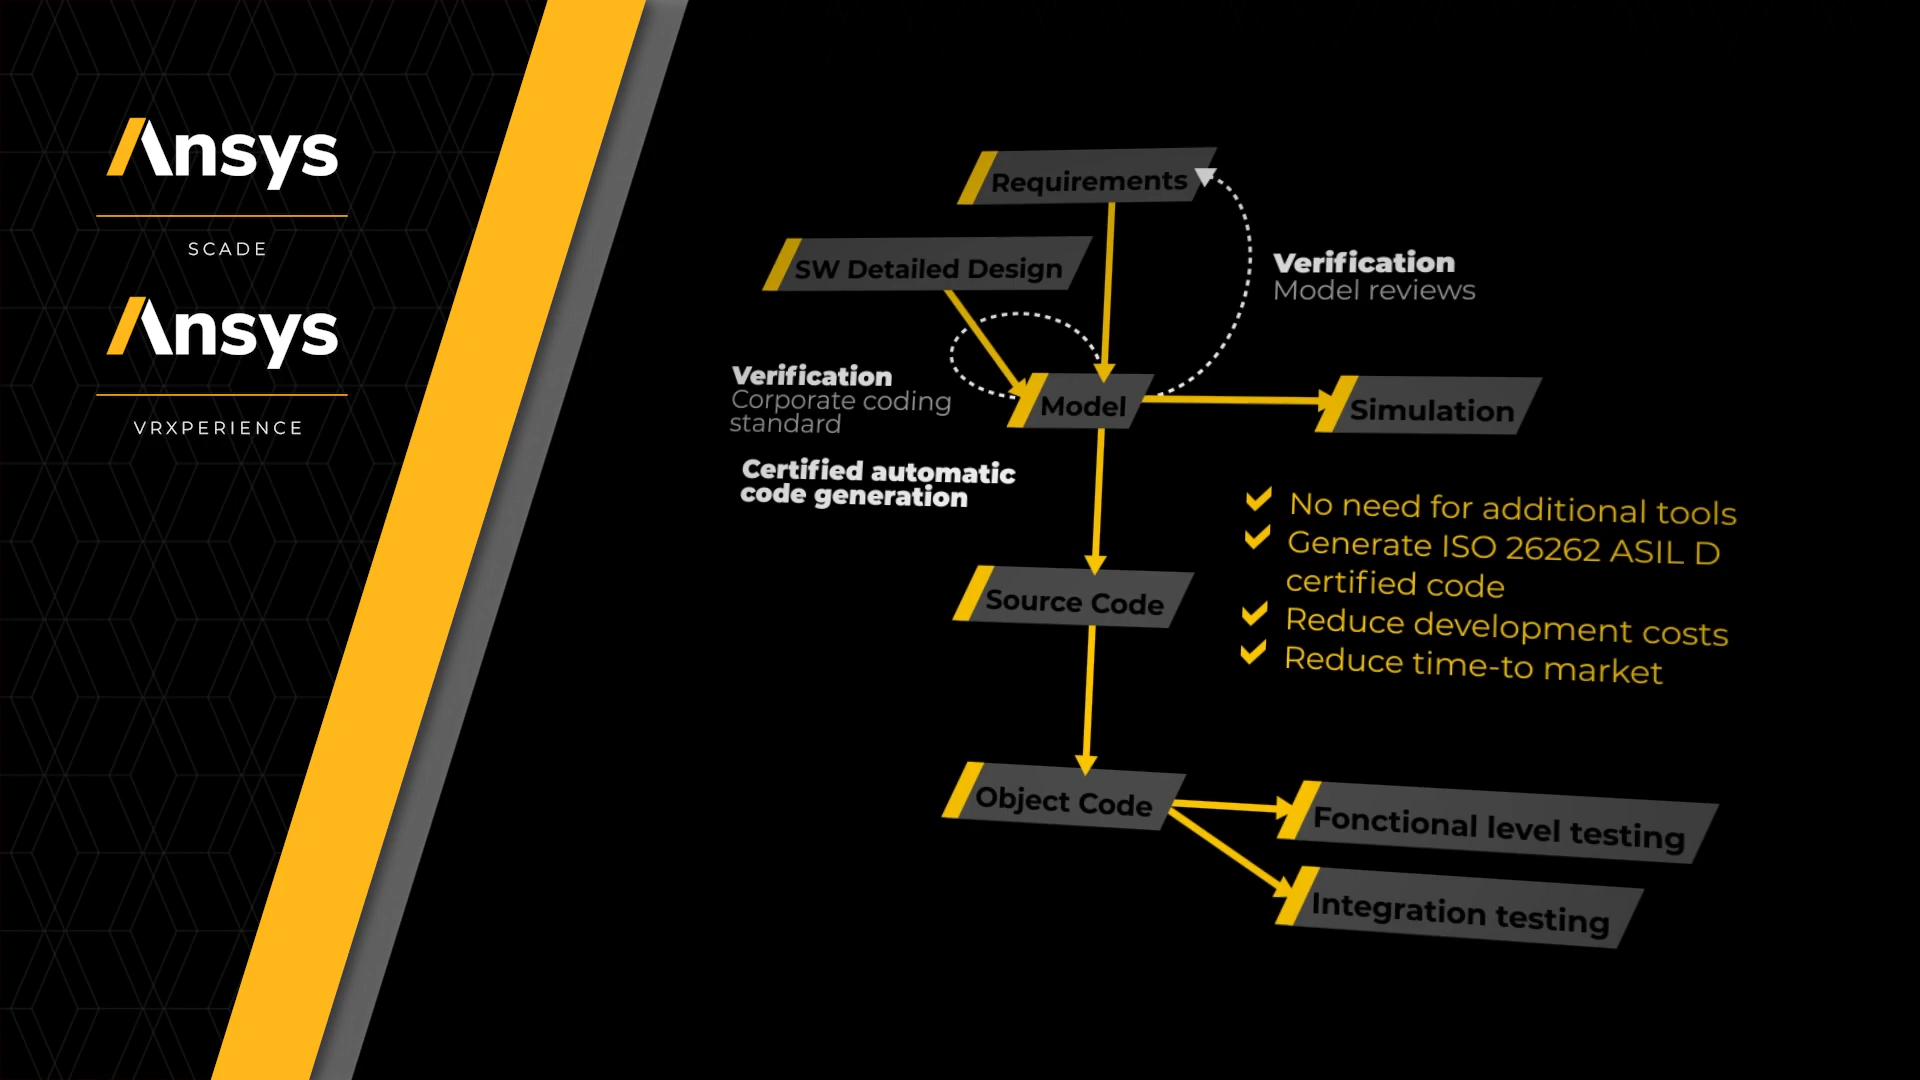 Ansys
SCADE
Ansys
VRXPERIENCE
Requirements
SW Detailed Design
Verification
Model reviews
Verification
Corporate coding
standard
Model
Simulation
Certified automatic
code generation
No need for additional tools
Generate ISO 26262 ASIL D
certified code
Reduce development costs
Reduce time-to market
Source Code
Object Code
Fonctional level testing
Integration testing